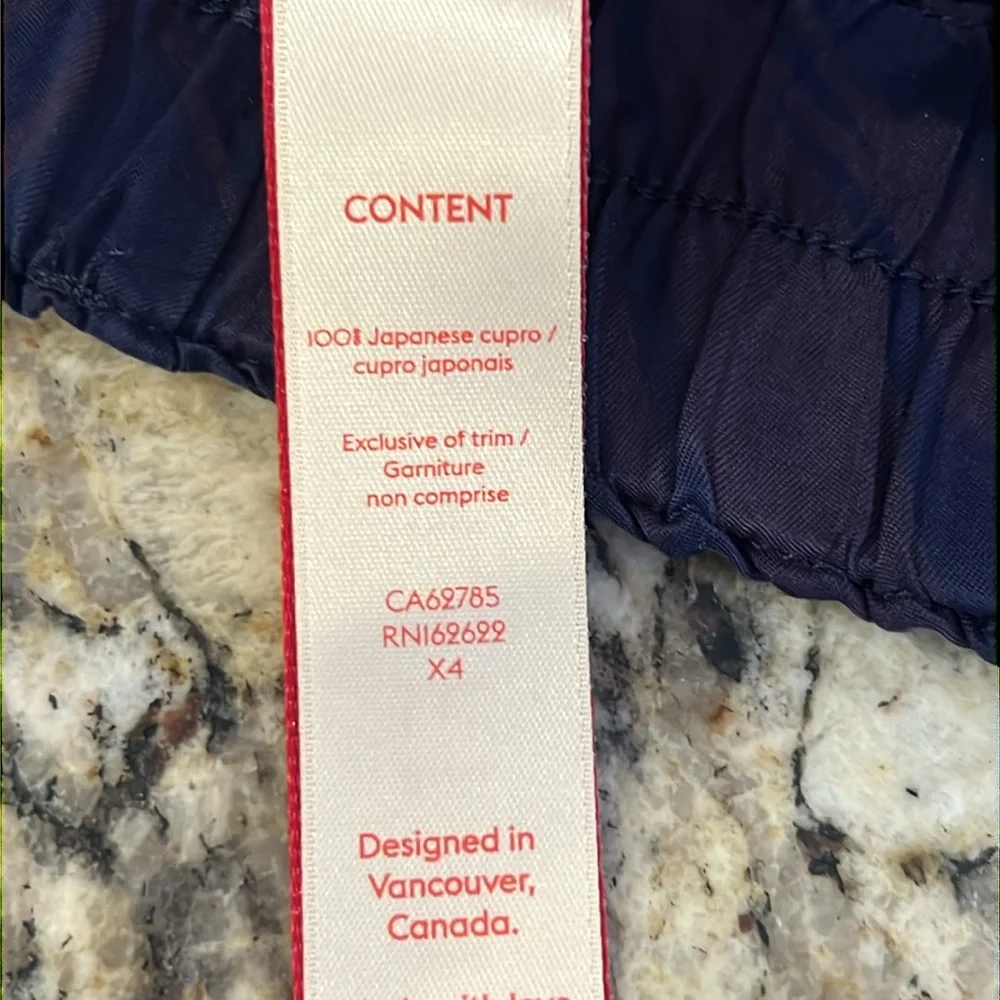 CONTENT
100% Japanese cupro /
cupro japonais
Exclusive of trim /
Garniture
non comprise
CA62785
RN162622
X4
Designed in
Vancouver,
Canada.